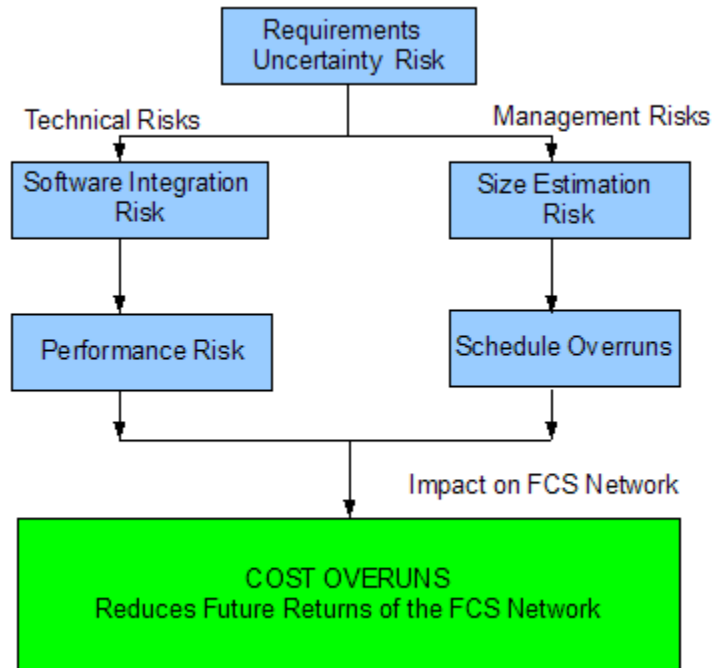 Requirements
Uncertainty Risk
Technical Risks
Management Risks
Software Integration
Risk
Size Estimation
Risk
Performance Risk
Schedule Overruns
Impact on FCS Network
COST OVERUNS
Reduces Future Returns of the FCS Network